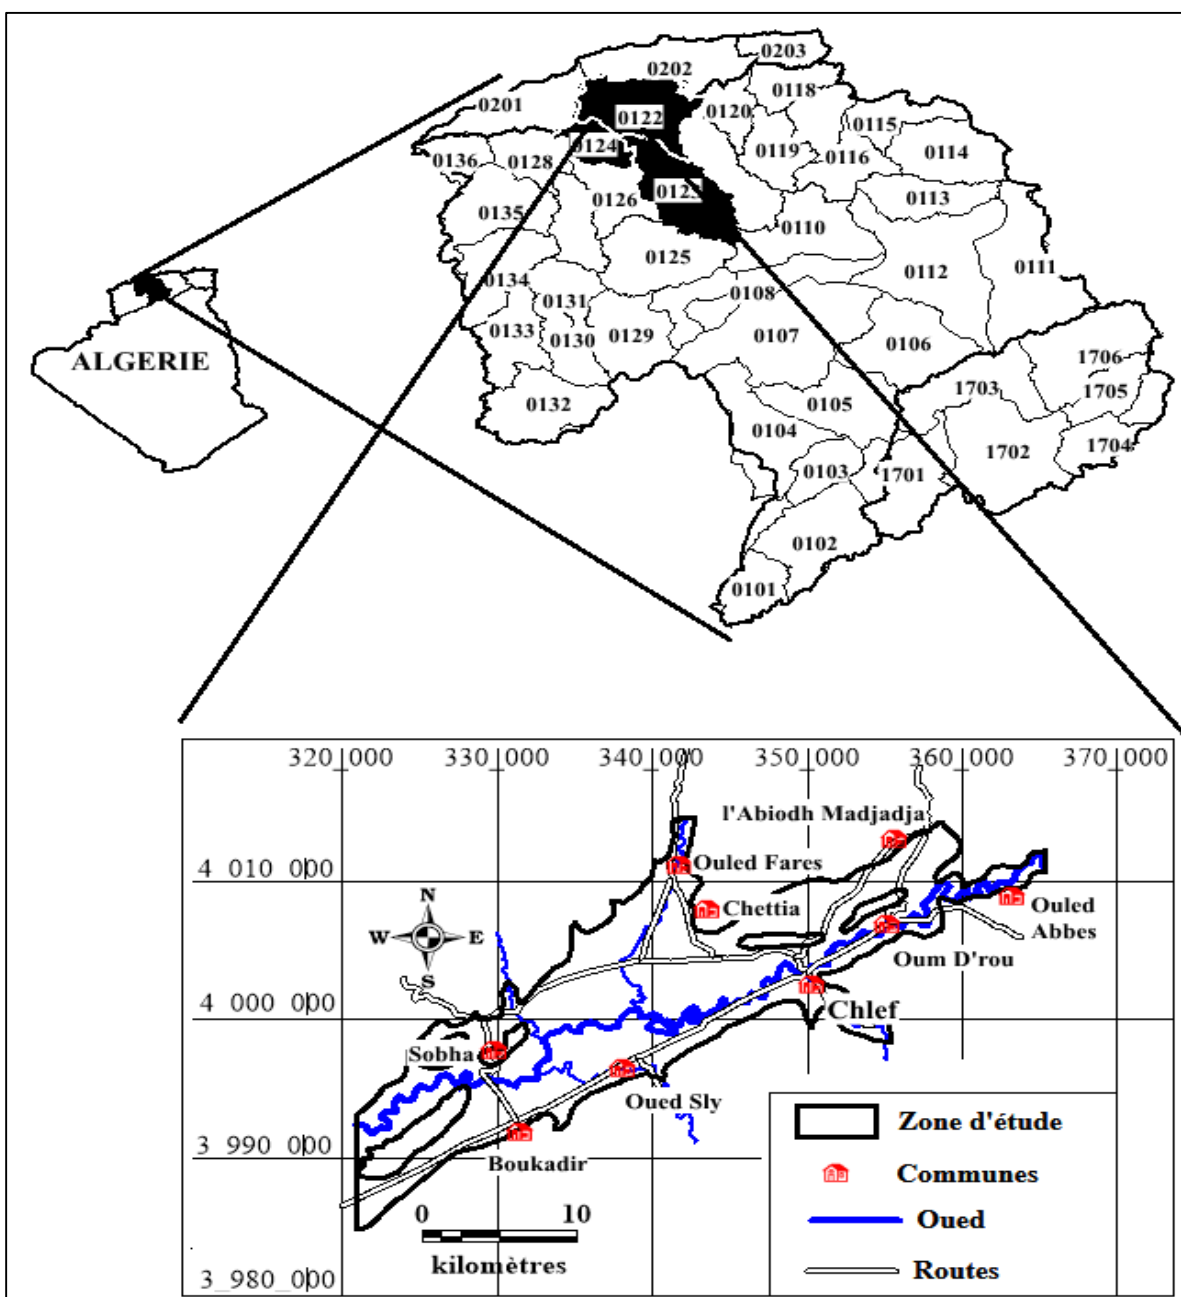 0203
0202
0118
0201
0122
0120
0115
0124
0119
0116
0114
0136
0128
0123
0126
0113
0135
0110
0125
0112
0111
0134
0108
0131
0133
0130
0129
0107
0106
1706
ALGERIE
1703
1705
0132
0105
0104
1704
0103
1702
1701
0102
0101
320 000
330 000
340 000
350 000
360 000
370 000
l'Abiodh Madjadja
4 010 000
Ouled Fares
N
W E
S
Chettia
Ouled
Abbes
Oum D'rou
4 000 000
Chlef
Sobha
Oued Sly
3 990 000
Boukadir
0 10
kilomètres
3 980 000
Zone d'étude
Communes
Oued
Routes